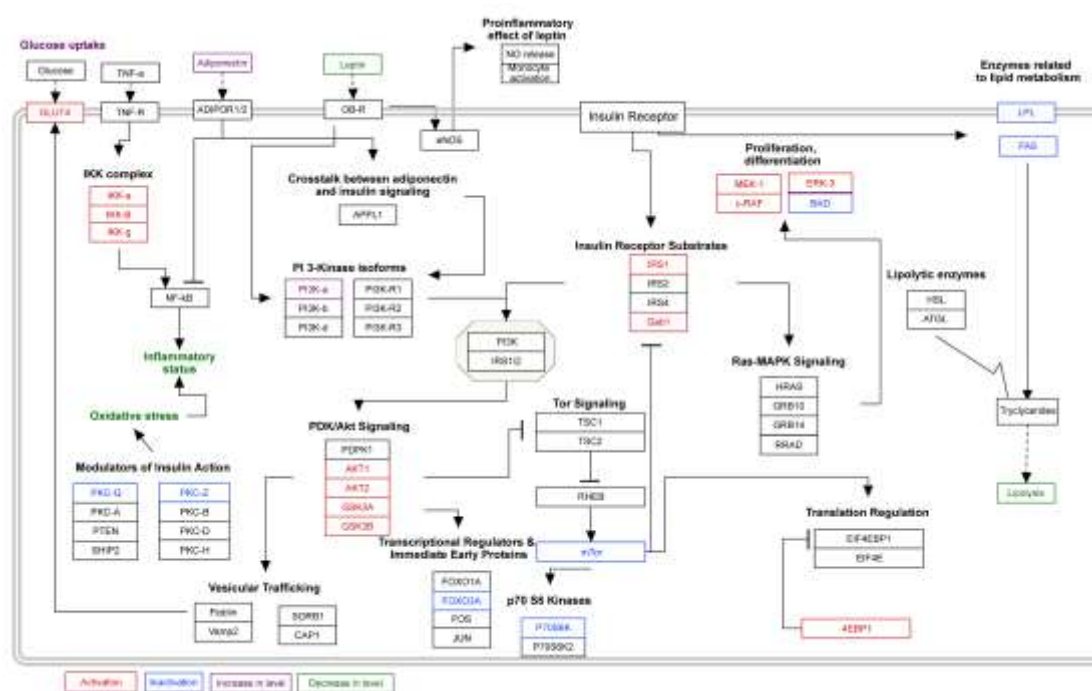 Proinflammatory
effect of leptin
NO release
Monocyte
activation
Glucose uptake
Glucose
TNF-α
Adiponectin
Leptin
Enzymes related
to lipid metabolism
GLUT4
TNF-R
ADIPOR1/2
OB-R
eNOS
Insulin Receptor
LPL
FAS
Proliferation,
differentiation
MEK-1
ERK-2
c-RAF
BAD
IKK complex
IKK-a
IKK-B
IKK-g
Crosstalk between adiponectin
and insulin signaling
APPL1
Insulin Receptor Substrates
IRS1
IRS2
IRS4
Gab1
Lipolytic enzymes
HSL
ATGL
PI 3-Kinase isoforms
PI3K-a
PI3K-R1
PI3K-b
PI3K-R2
PI3K-d
PI3K-R3
NF-kB
PI3K
IRS1/2
Inflammatory
status
Ras-MAPK Signaling
HRAS
GRB10
GRB14
RRAD
Oxidative stress
Tor Signaling
TSC1
TSC2
Tryclycerides
PDK/Akt Signaling
PDPK1
AKT1
AKT2
GSK3A
GSK3B
Modulators of Insulin Action
PKC-Q
PKC-Z
PKC-A
PKC-B
PTEN
PKC-D
SHIP2
PKC-H
RHEB
Lipolysis
Translation Regulation
EIF4EBP1
EIF4E
Transcriptional Regulators &
Immediate Early Proteins
mTor
FOXO1A
FOXO3A
FOS
JUN
Vesicular Trafficking
Flotilin
Vamp2
SORB1
CAP1
p70 S6 Kinases
P70S6K
P70S6K2
4EBP1
Activation
Inactivation
Increase in level
Decrease in level